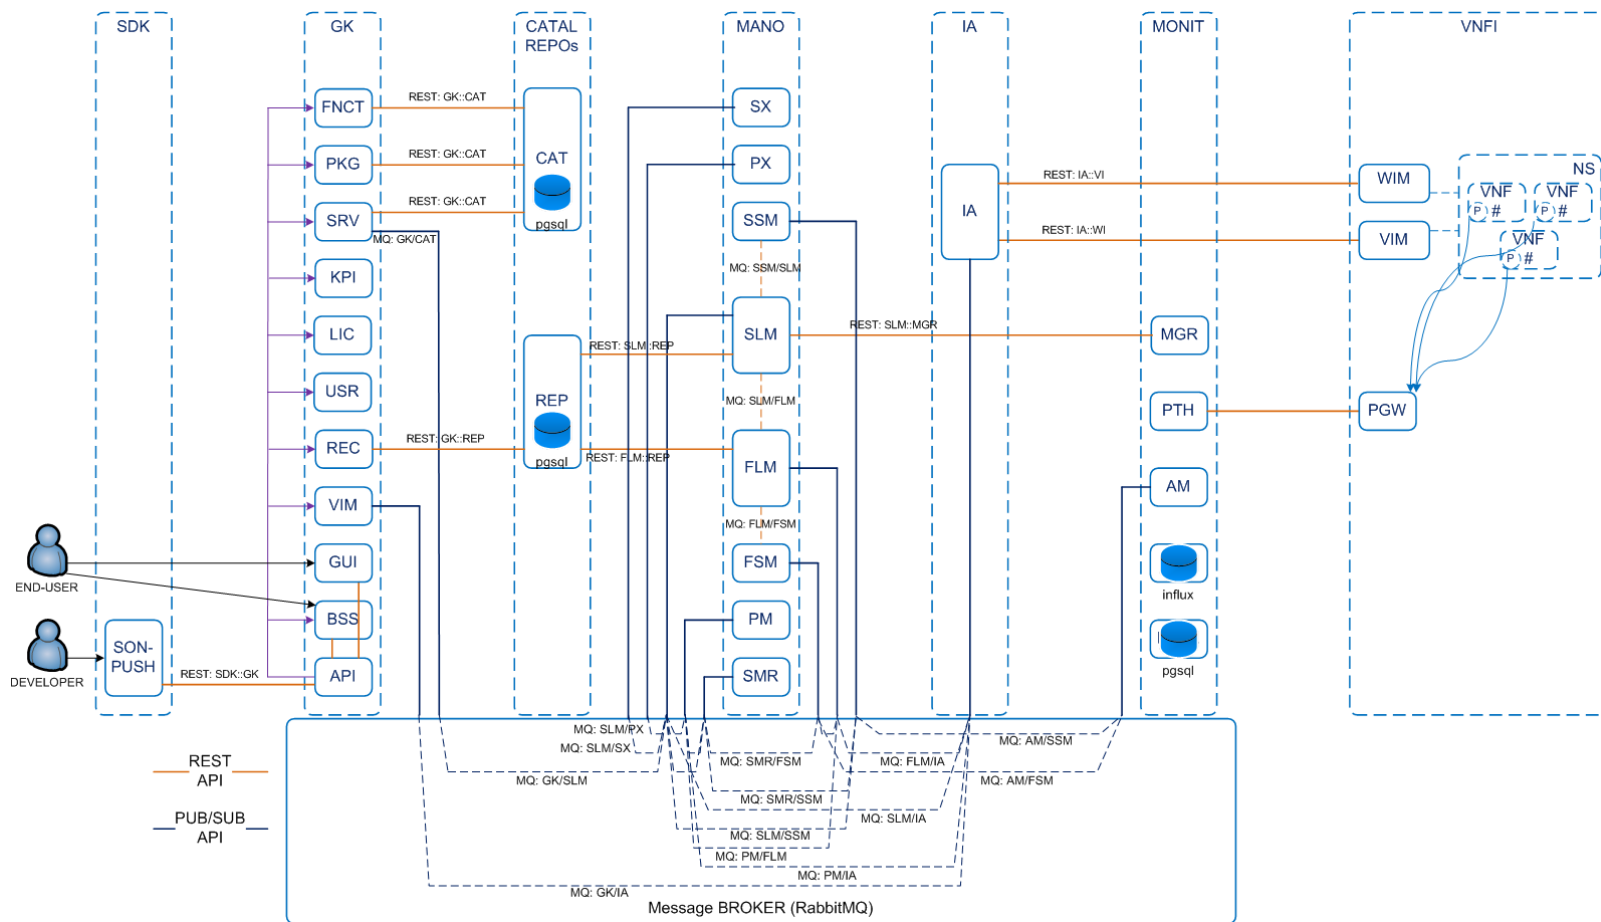 SDK
GK
CATAL
REPOs
MANO
IA
MONIT
VNFI
FNCT
REST: GK::CAT
CAT
pgsql
SX
PKG
REST: GK::CAT
PX
SRV
REST: GK::CAT
MQ: GK/CAT
SSM
MQ: SSM/SLM
IA
REST: IA::VI
REST: IA::WI
WIM
VIM
NS
VNF
#
P
VNF
#
P
VNF
#
P
KPI
LIC
SLM
REST: SLM::MGR
MGR
REST: SLM::REP
USR
REP
pgsql
MQ: SLM/FLM
PTH
PGW
REC
REST: GK::REP
REST: FLM::REP
FLM
VIM
MQ: FLM/FSM
AM
END-USER
GUI
FSM
influx
BSS
PM
DEVELOPER
SON-
PUSH
REST: SDK::GK
API
SMR
pgsql
MQ: SLM/PX
MQ: SLM/SX
MQ: GK/SLM
MQ: SMR/FSM
MQ: FLM/IA
MQ: AM/SSM
MQ: AM/FSM
MQ: SMR/SSM
MQ: SLM/IA
MQ: SLM/SSM
MQ: PM/FLM
MQ: PM/IA
MQ: GK/IA
REST
API
PUB/SUB
API
Message BROKER (RabbitMQ)